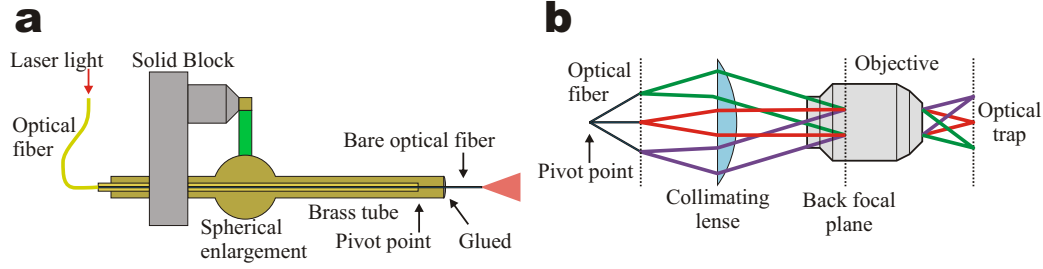 a
Laser light
Solid Block
Optical
fiber
Bare optical fiber
Brass tube
Spherical
enlargement
Pivot point
Glued
b
Optical
fiber
Objective
Optical
trap
Pivot point
Collimating
lense
Back focal
plane